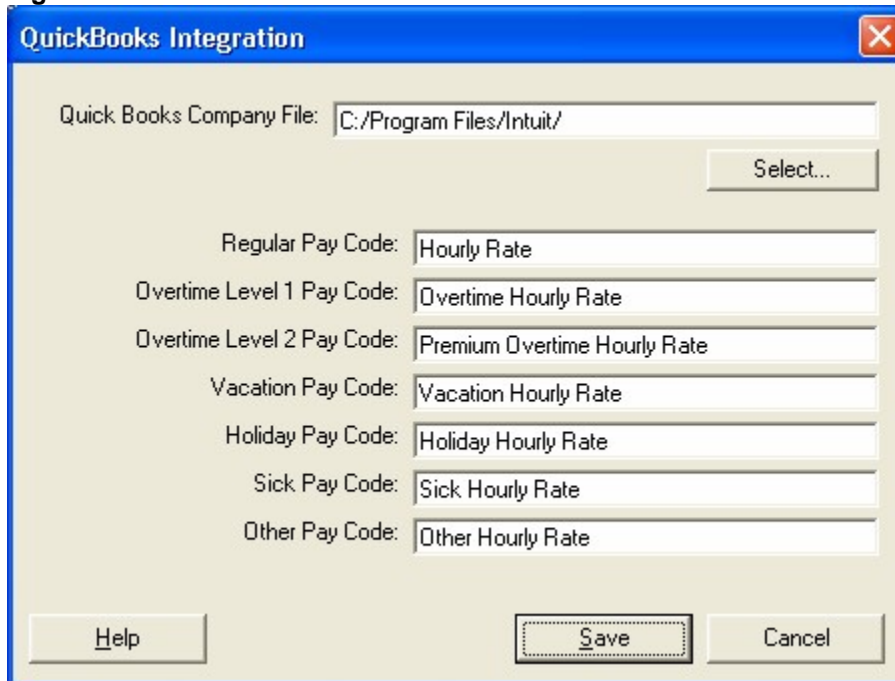 QuickBooks Integration
Quick Books Company File: C:/Program Files/Intuit/
Select...
Regular Pay Code: Hourly Rate
Overtime Level 1 Pay Code: Overtime Hourly Rate
Overtime Level 2 Pay Code: Premium Overtime Hourly Rate
Vacation Pay Code: Vacation Hourly Rate
Holiday Pay Code: Holiday Hourly Rate
Sick Pay Code: Sick Hourly Rate
Other Pay Code: Other Hourly Rate
Help Save Cancel